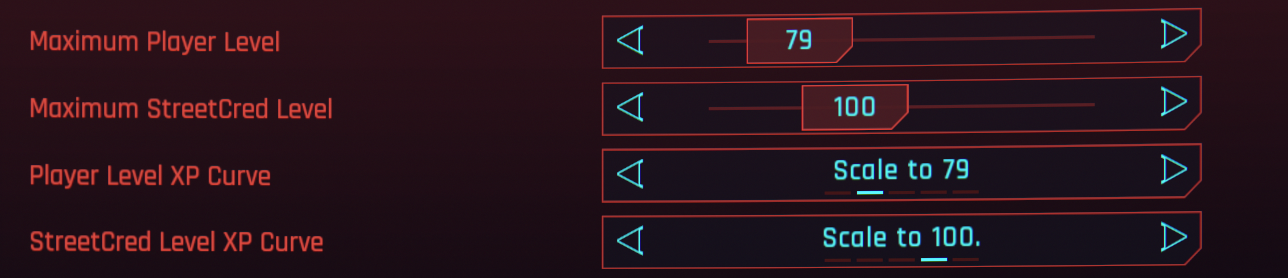 Maximum Player Level 79
Maximum StreetCred Level 100
Player Level XP Curve Scale to 79
StreetCred Level XP Curve Scale to 100.